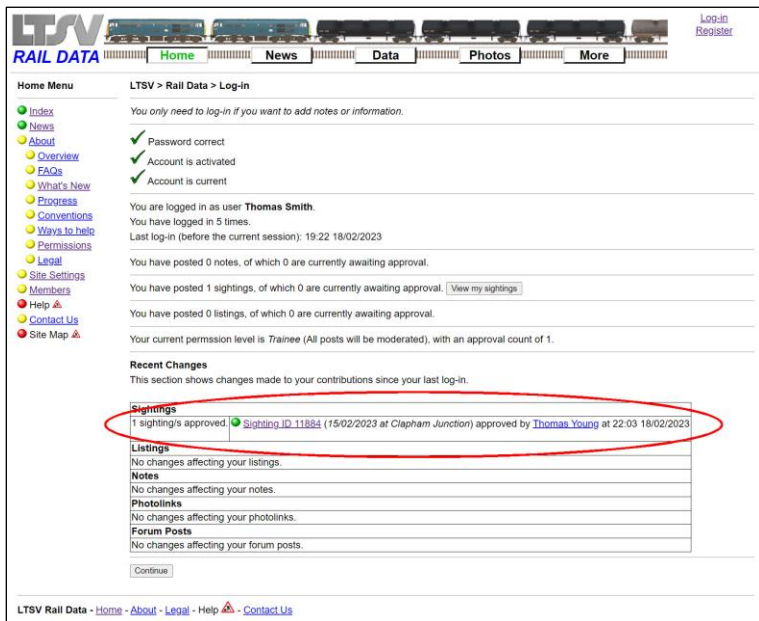 LTSV
RAIL DATA
Home
News
Data
Photos
More
Log-in
Register
Home Menu
Index
News
About
Overview
FAQs
What's New
Progress
Conventions
Ways to help
Permissions
Legal
Site Settings
Members
Help
Contact Us
Site Map
LTSV > Rail Data > Log-in
You only need to log-in if you want to add notes or information.
Password correct
Account is activated
Account is current
You are logged in as user Thomas Smith.
You have logged in 5 times.
Last log-in (before the current session): 19:22 18/02/2023
You have posted 0 notes, of which 0 are currently awaiting approval.
You have posted 1 sightings, of which 0 are currently awaiting approval. View my sightings
You have posted 0 listings, of which 0 are currently awaiting approval.
Your current permssion level is Trainee (All posts will be moderated), with an approval count of 1.
Recent Changes
This section shows changes made to your contributions since your last log-in.
Sightings
1 sighting/s approved. Sighting ID 11884 (15/02/2023 at Clapham Junction) approved by Thomas Young at 22:03 18/02/2023
Listings
No changes affecting your listings.
Notes
No changes affecting your notes.
Photolinks
No changes affecting your photolinks.
Forum Posts
No changes affecting your forum posts.
Continue
LTSV Rail Data - Home - About - Legal - Help - Contact Us